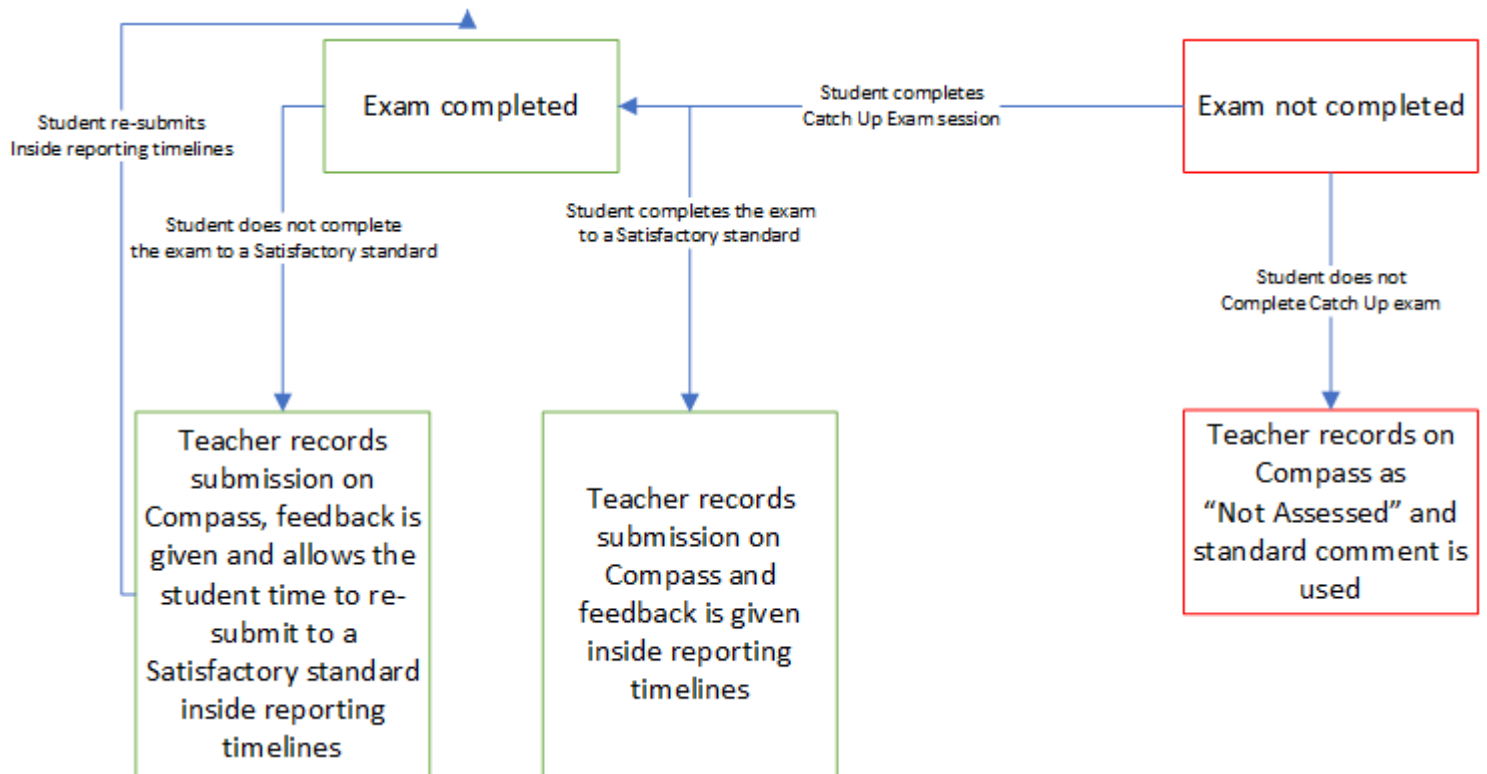 Exam completed
Student completes
Catch Up Exam session
Exam not completed
Student re-submits
Inside reporting timelines
Student does not complete
the exam to a Satisfactory standard
Student completes the exam
to a Satisfactory standard
Student does not
Complete Catch Up exam
Teacher records
submission on
Compass, feedback is
given and allows the
student time to re-
submit to a
Satisfactory standard
inside reporting
timelines
Teacher records
submission on
Compass and
feedback is given
inside reporting
timelines
Teacher records on
Compass as
“Not Assessed” and
standard comment is
used